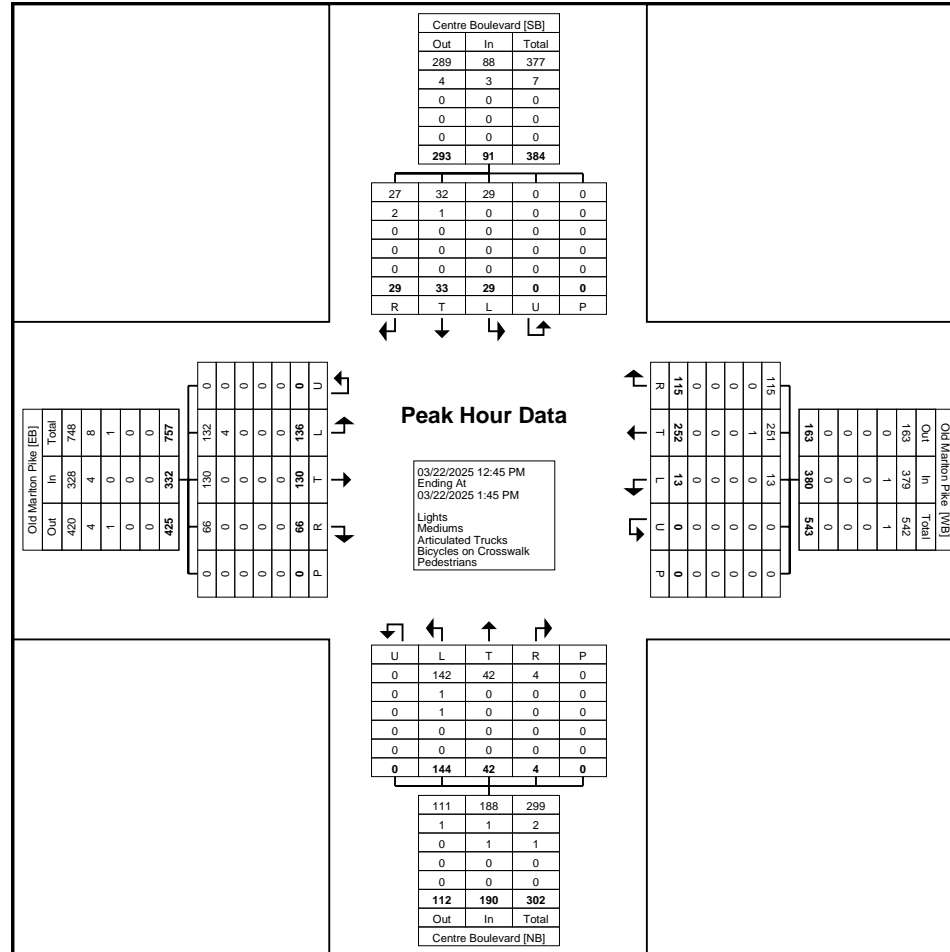 Centre Boulevard [SB]
Out In Total
289 88 377
4 3 7
0 0 0
0 0 0
0 0 0
293 91 384
27 32 29 0 0
2 1 0 0 0
0 0 0 0 0
0 0 0 0 0
0 0 0 0 0
29 33 29 0 0
R T L U P
Old Marlton Pike [EB]
Total In Out
748 328 420
8 4 4
1 0 1
0 0 0
0 0 0
757 332 425
0 132 130 66 0
0 4 0 0 0
0 0 0 0 0
0 0 0 0 0
0 0 0 0 0
0 136 130 66 0
U L T R P
Peak Hour Data
03/22/2025 12:45 PM
Ending At
03/22/2025 1:45 PM
Lights
Mediums
Articulated Trucks
Bicycles on Crosswalk
Pedestrians
R T L U P
115 252 13 0 0
0 0 0 0 0
0 0 0 0 0
0 0 0 0 0
0 1 0 0 0
115 251 13 0 0
163 380 543
0 0 0
0 0 0
0 0 0
0 1 1
163 379 542
Out In Total
Old Marlton Pike [WB]
U L T R P
0 142 42 4 0
0 1 0 0 0
0 1 0 0 0
0 0 0 0 0
0 0 0 0 0
0 144 42 4 0
111 188 299
1 1 2
0 1 1
0 0 0
0 0 0
112 190 302
Out In Total
Centre Boulevard [NB]